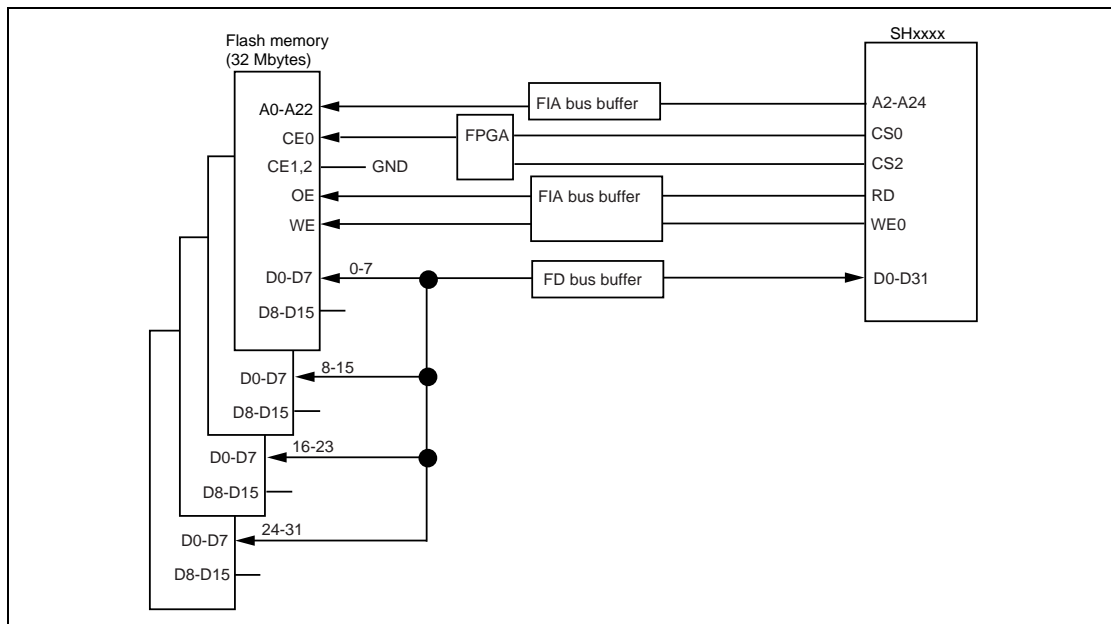 Flash memory
(32 Mbytes)
SHxxxx
A0-A22
FIA bus buffer
A2-A24
CE0
FPGA
CS0
CE1,2
GND
CS2
OE
FIA bus buffer
RD
WE
WE0
D0-D7
0-7
FD bus buffer
D0-D31
D8-D15
D0-D7
8-15
D8-D15
D0-D7
16-23
D8-D15
D0-D7
24-31
D8-D15